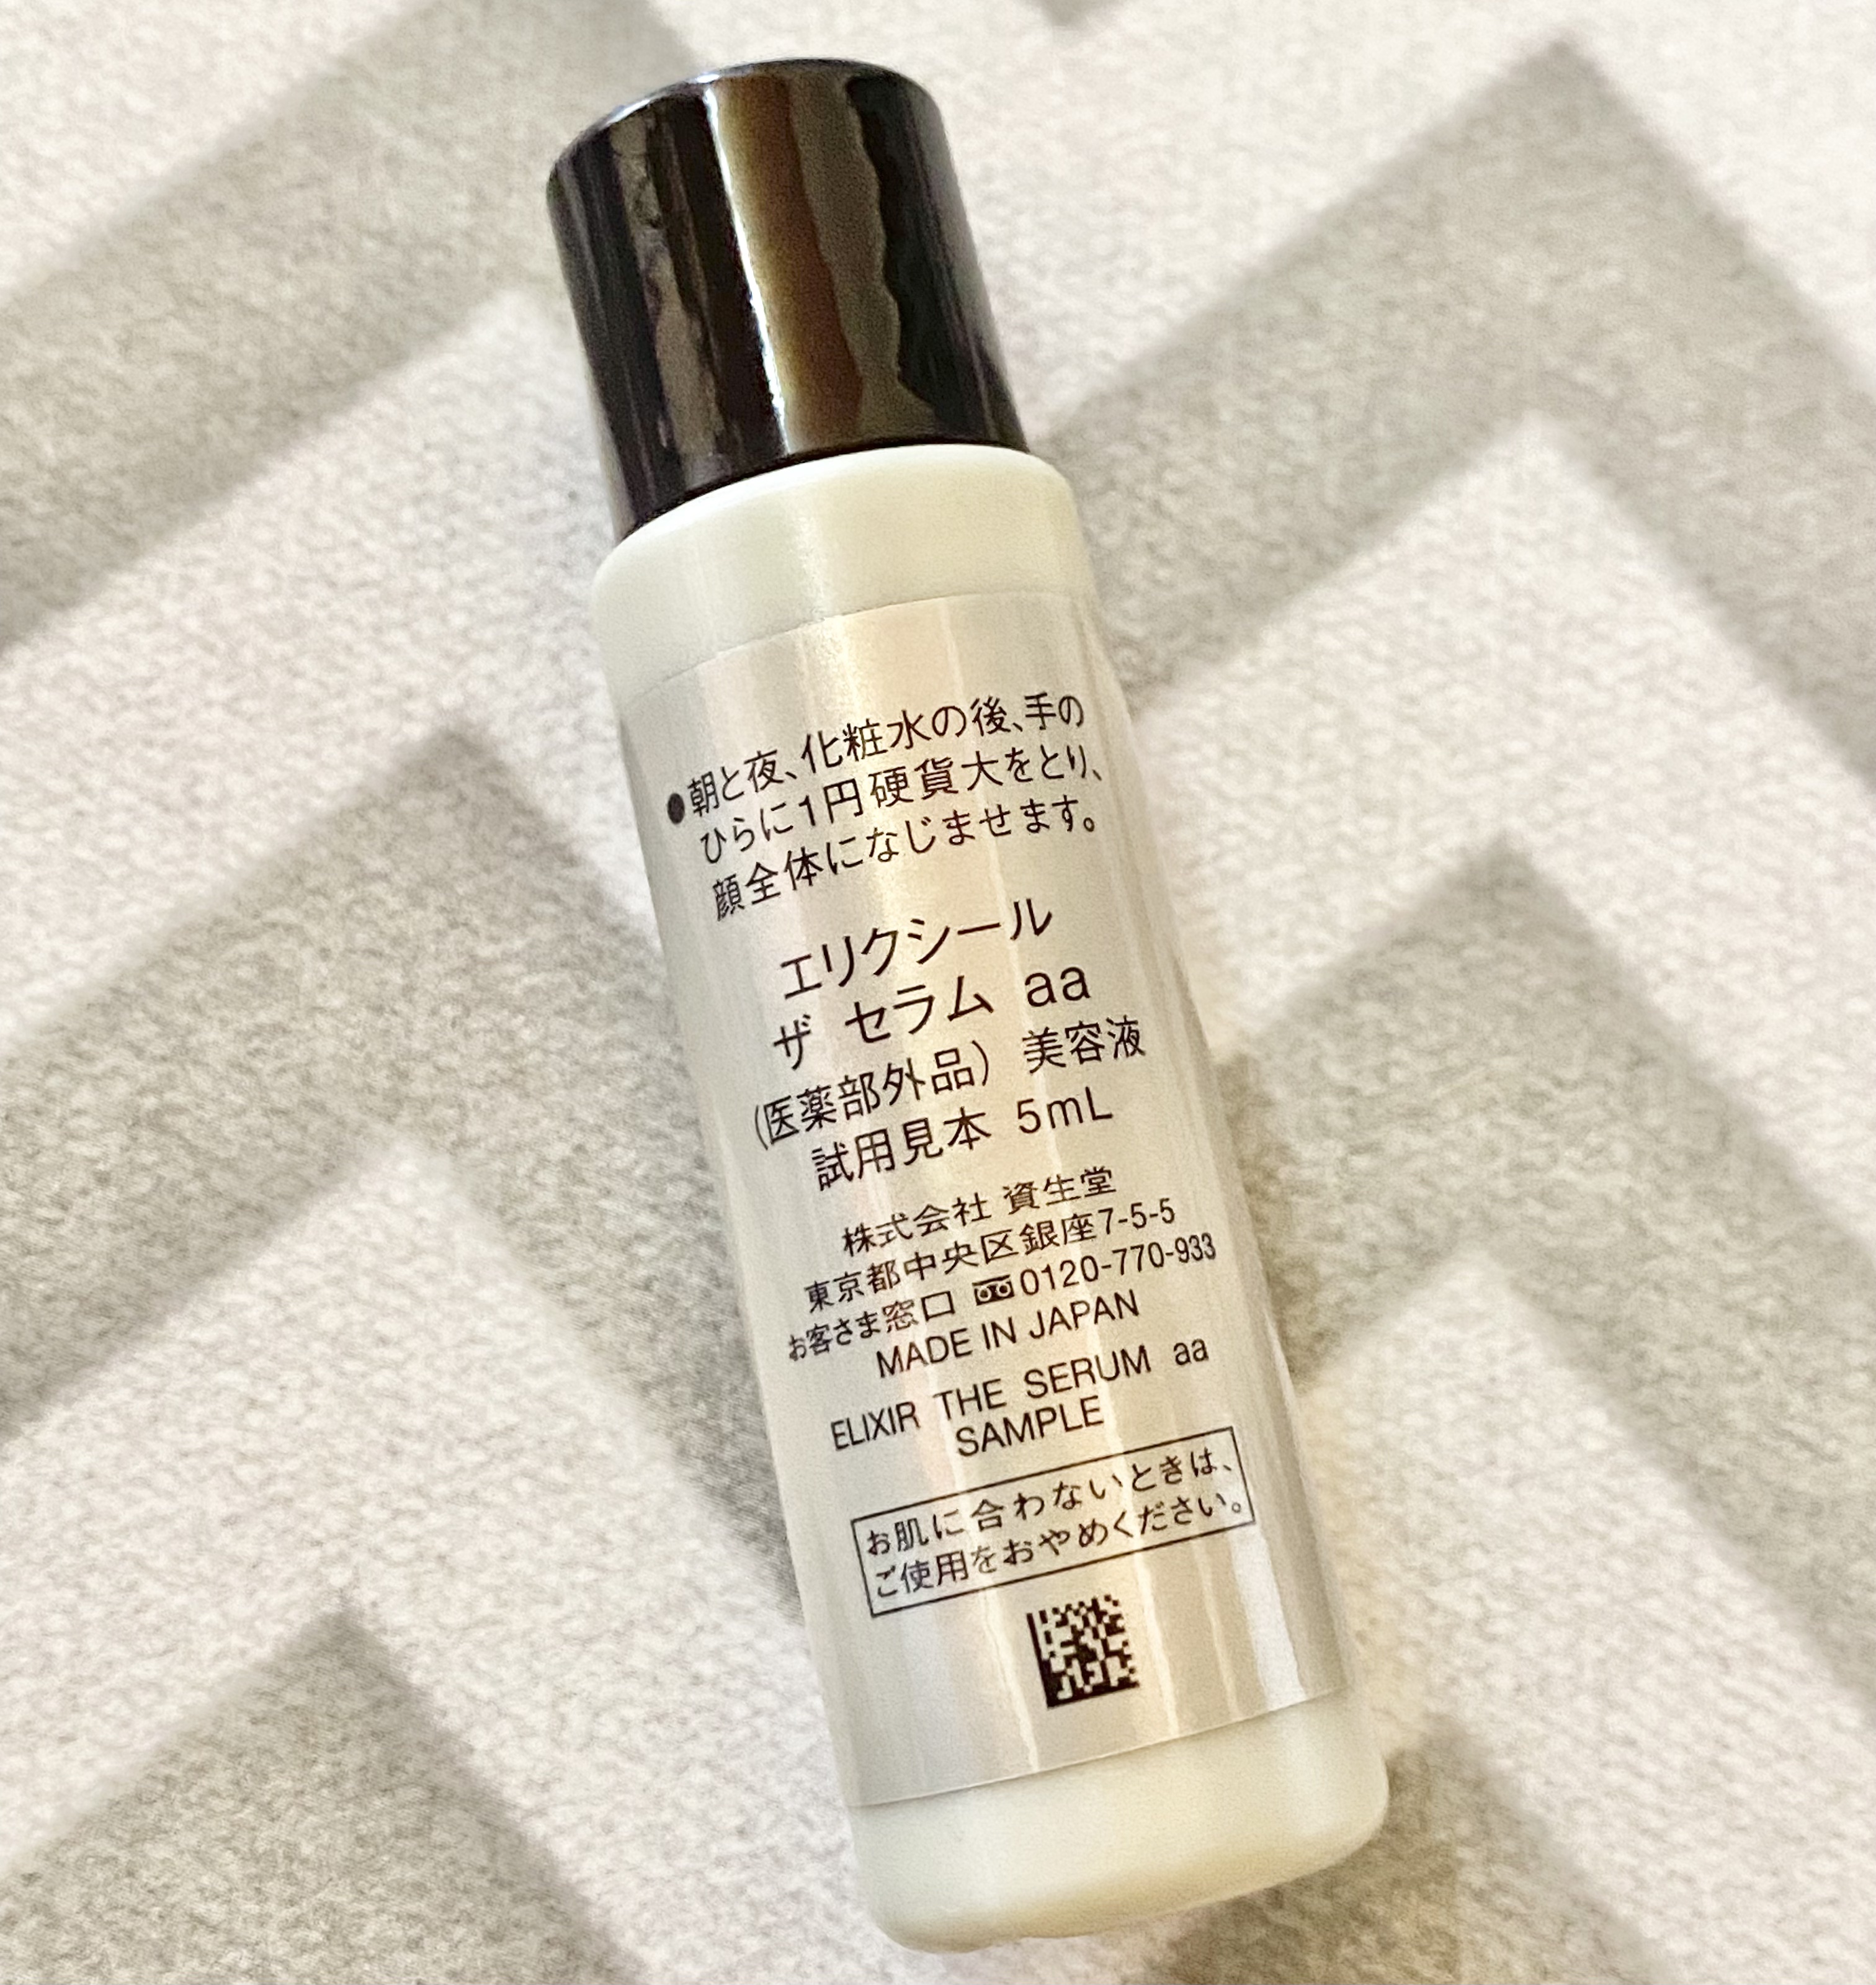 ●朝と夜、化粧水の後、手の
ひらに1円硬貨大をとり、
顔全体になじませます。
エリクシール
ザ セラム aa
(医薬部外品) 美容液
試用見本 5mL
株式会社 資生堂
東京都中央区銀座7-5-5
お客さま窓口 0120-770-933
MADE IN JAPAN
ELIXIR THE SERUM aa
SAMPLE
お肌に合わないときは、
ご使用をおやめください。